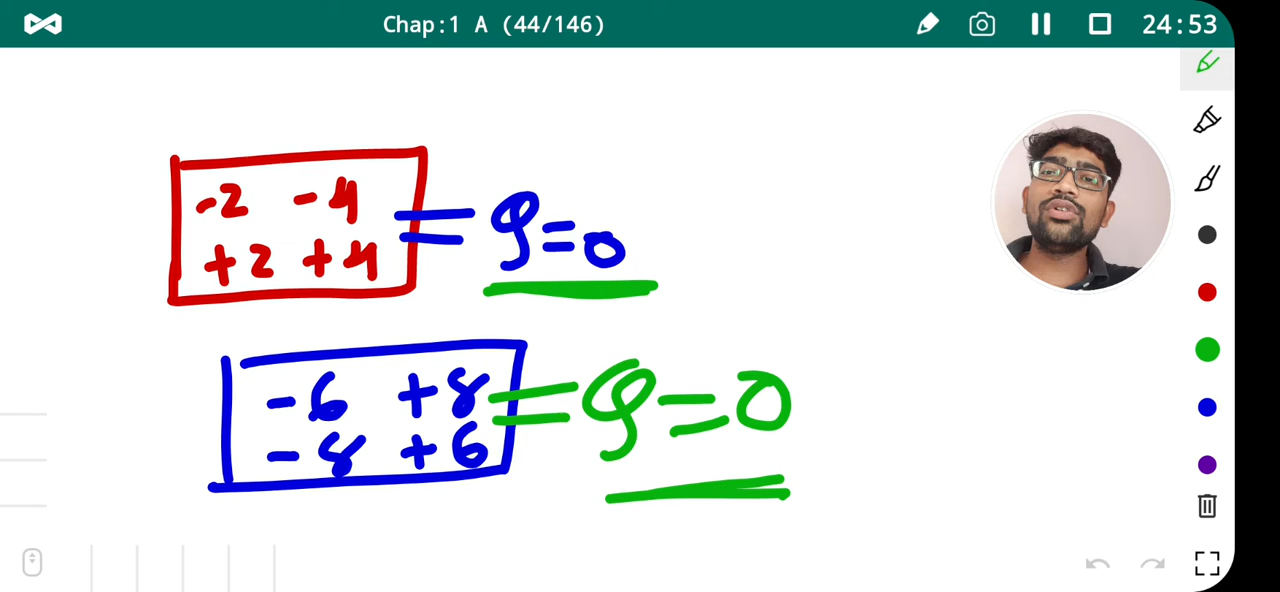 Chap:1 A (44/146)
24:53
-2 -4
+2 +4
= φ=0
-6 +8
-8 +6
= φ=0